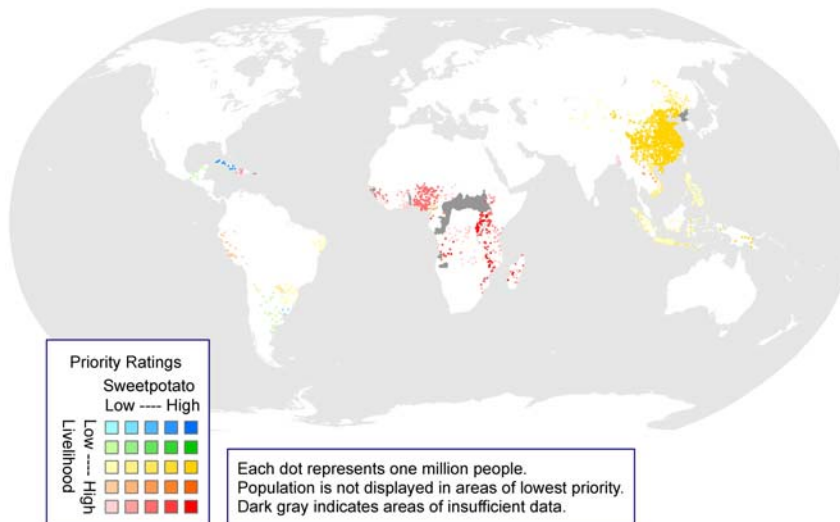 Priority Ratings
Sweetpotato
Low ---- High
Low ---- High
Livelihood
Each dot represents one million people.
Population is not displayed in areas of lowest priority.
Dark gray indicates areas of insufficient data.